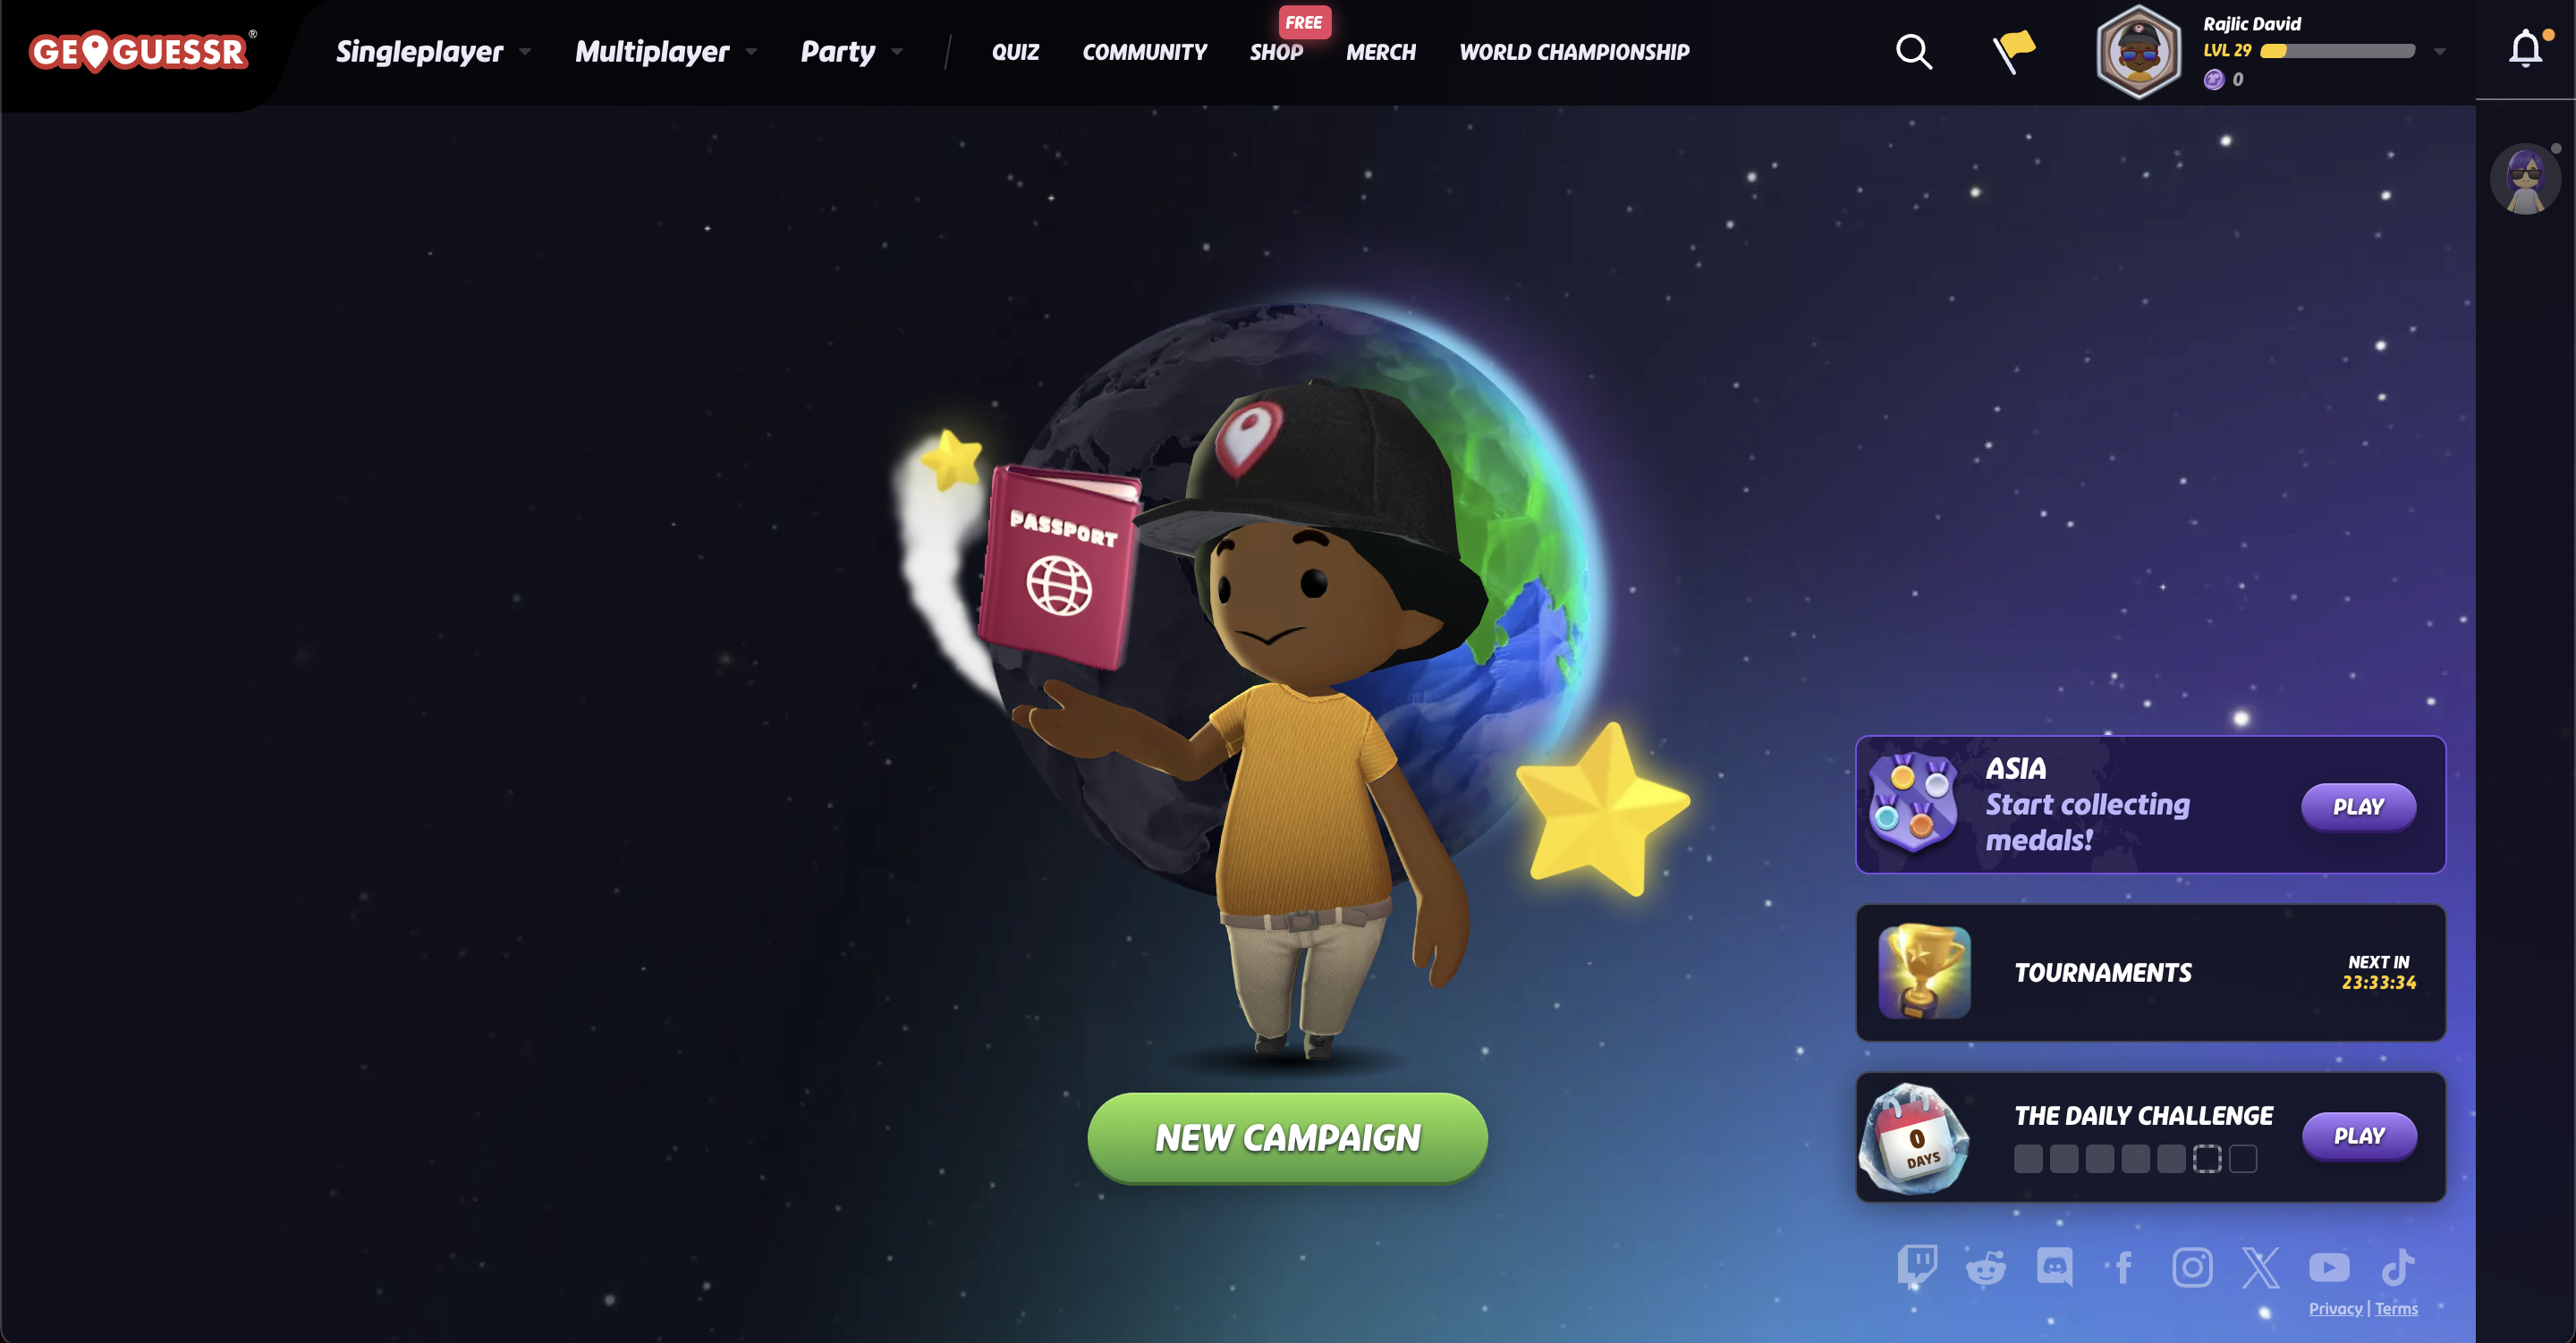 GEOGUESSR®
Singleplayer
Multiplayer
Party
QUIZ
COMMUNITY
FREE
SHOP
MERCH
WORLD CHAMPIONSHIP
Rajlic David
LVL 29
0
PASSPORT
ASIA
Start collecting
medals!
PLAY
TOURNAMENTS
NEXT IN
23:33:34
0
DAYS
THE DAILY CHALLENGE
PLAY
NEW CAMPAIGN
Privacy | Terms